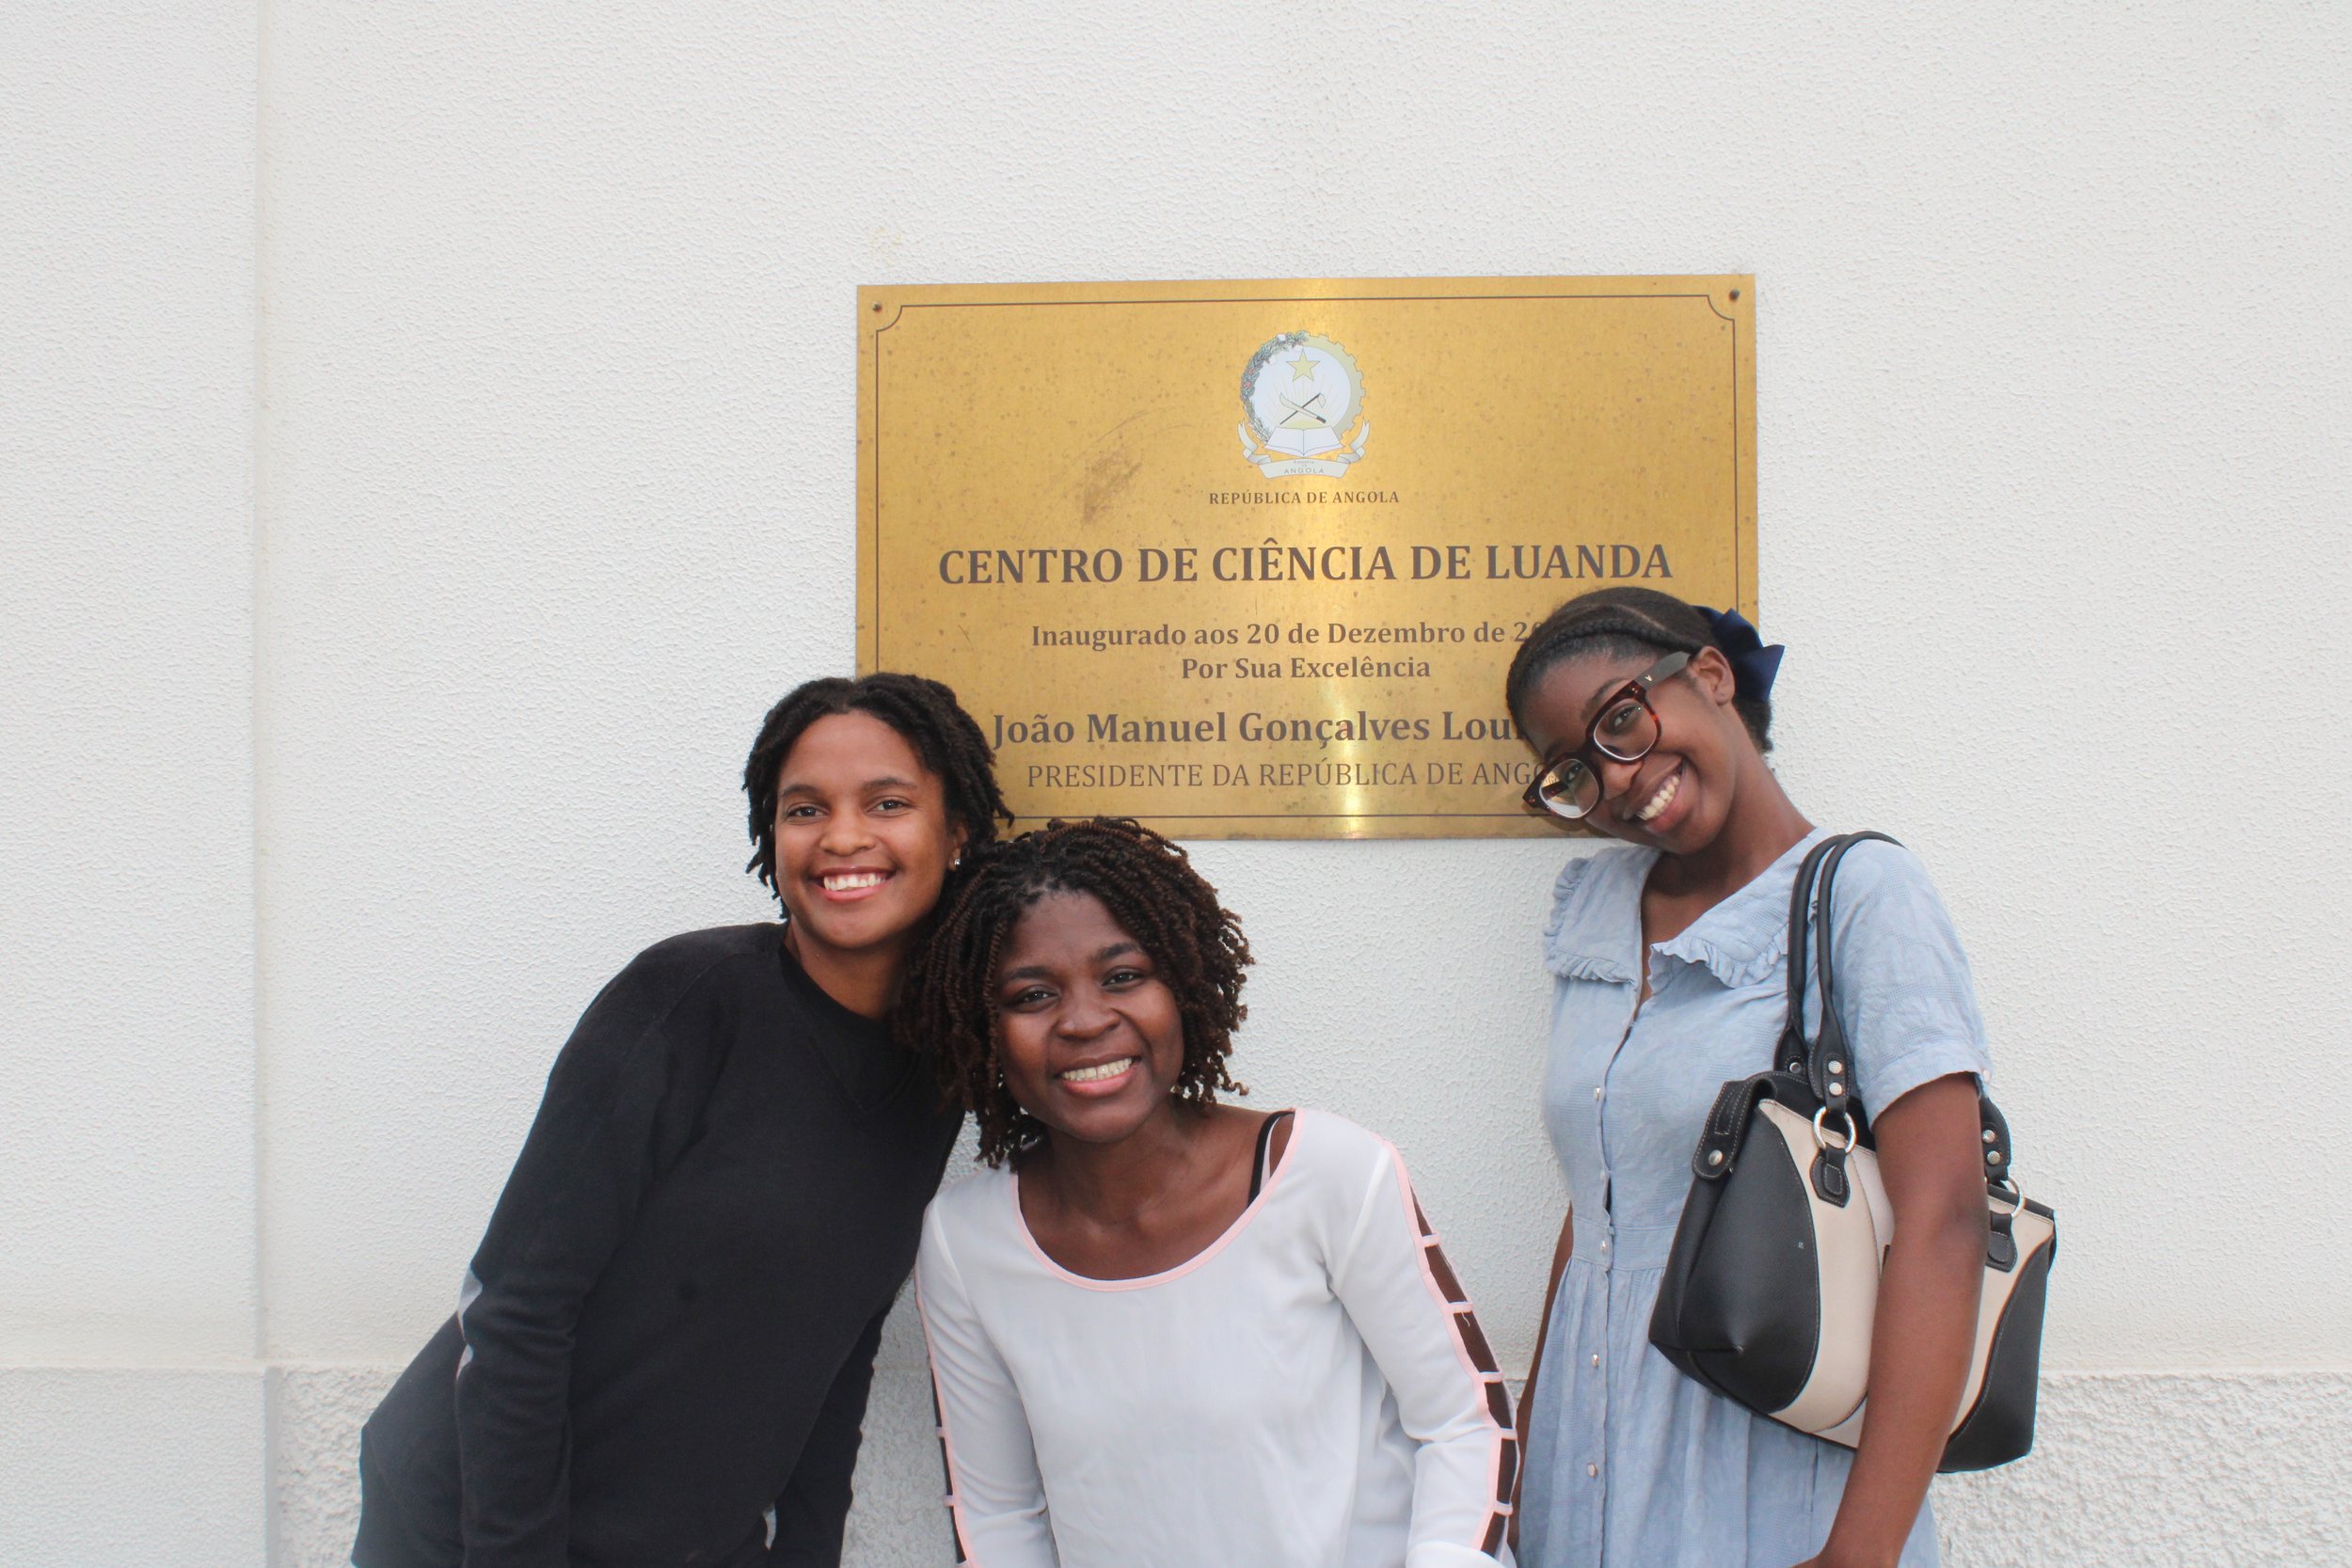 ANGOLA
REPÚBLICA DE ANGOLA
CENTRO DE CIÊNCIA DE LUANDA
Inaugurado aos 20 de Dezembro de
Por Sua Excelência
João Manuel Gonçalves
PRESIDENTE DA REPÚBLICA DE